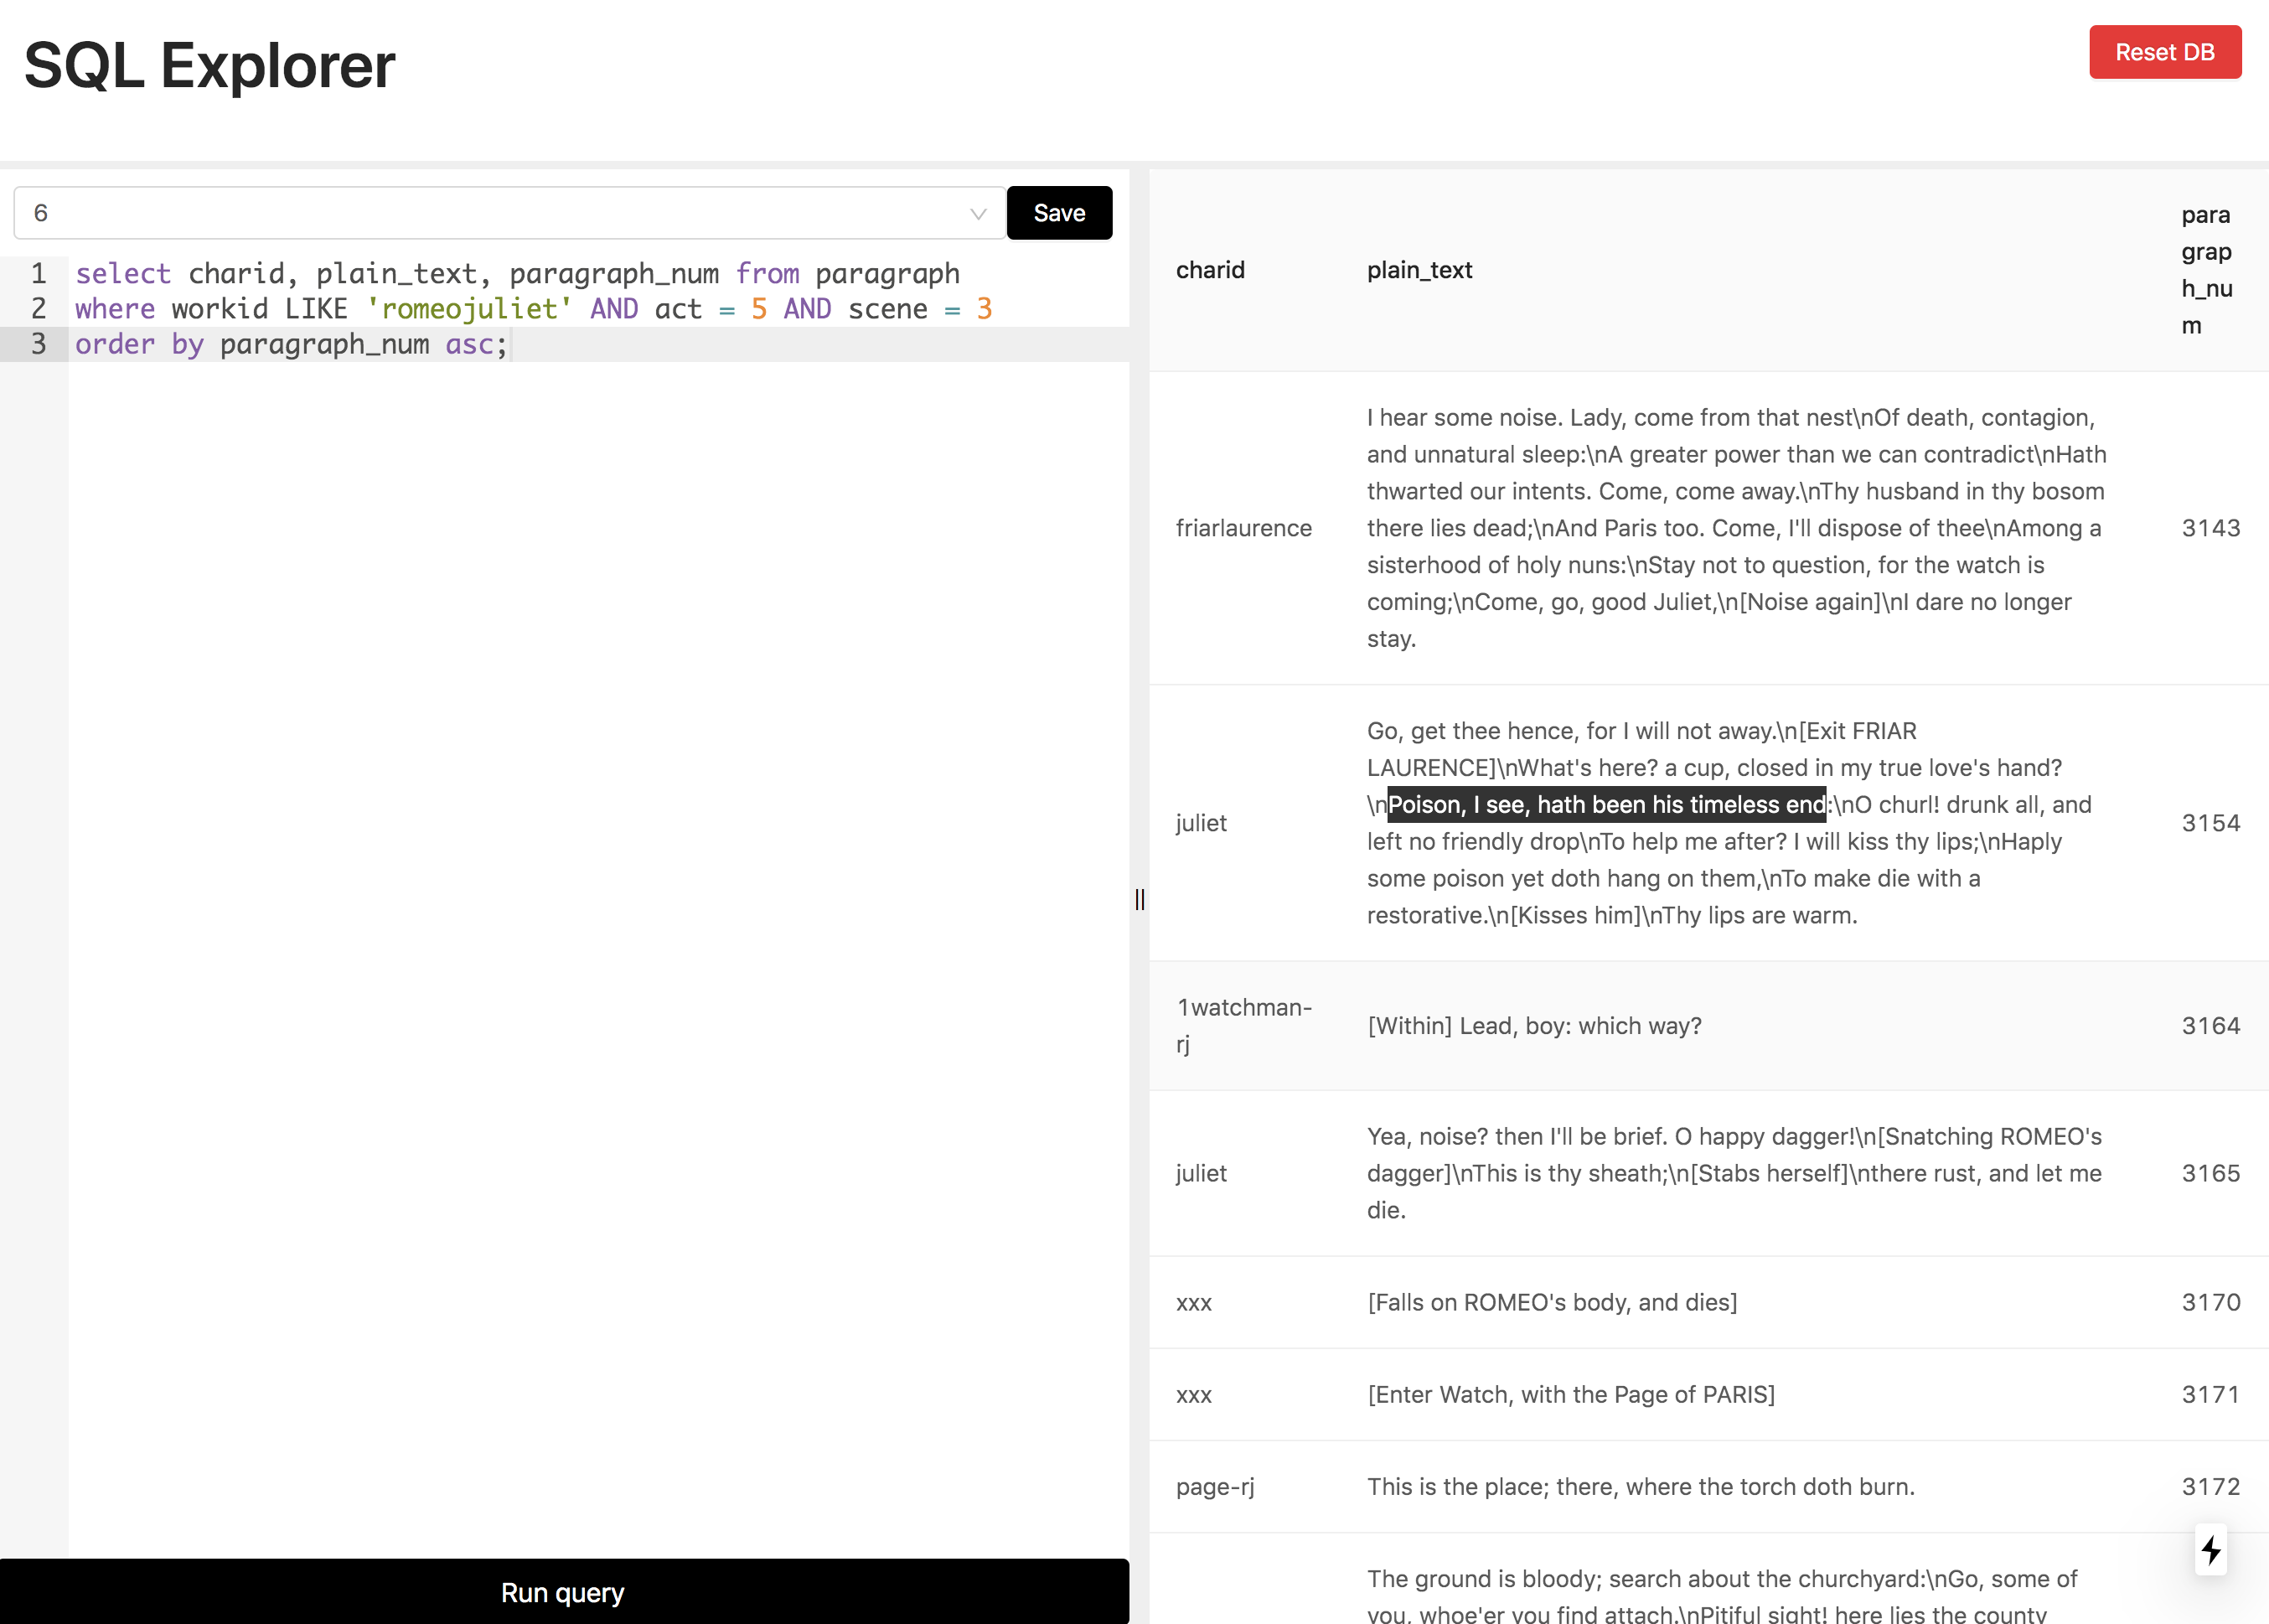 SQL Explorer
Reset DB
6
Save
1 select charid, plain_text, paragraph_num from paragraph
2 where workid LIKE 'romeojuliet' AND act = 5 AND scene = 3
3 order by paragraph_num asc;
Run query
charid
plain_text
para
grap
h_nu
m
friarlaurence
I hear some noise. Lady, come from that nest\nOf death, contagion,
and unnatural sleep:\nA greater power than we can contradict\nHath
thwarted our intents. Come, come away.\nThy husband in thy bosom
there lies dead;\nAnd Paris too. Come, I'll dispose of thee\nAmong a
sisterhood of holy nuns:\nStay not to question, for the watch is
coming;\nCome, go, good Juliet,\n[Noise again]\nI dare no longer
stay.
3143
juliet
Go, get thee hence, for I will not away.\n[Exit FRIAR
LAURENCE]\nWhat's here? a cup, closed in my true love's hand?
\nPoison, I see, hath been his timeless end:\nO churl! drunk all, and
left no friendly drop\nTo help me after? I will kiss thy lips;\nHaply
some poison yet doth hang on them,\nTo make die with a
restorative.\n[Kisses him]\nThy lips are warm.
3154
1watchman-
rj
[Within] Lead, boy: which way?
3164
juliet
Yea, noise? then I'll be brief. O happy dagger!\n[Snatching ROMEO's
dagger]\nThis is thy sheath;\n[Stabs herself]\nthere rust, and let me
die.
3165
xxx
[Falls on ROMEO's body, and dies]
3170
xxx
[Enter Watch, with the Page of PARIS]
3171
page-rj
This is the place; there, where the torch doth burn.
3172
The ground is bloody; search about the churchyard:\nGo, some of
you, whoe'er you find attach.\nPitiful sight! here lies the county